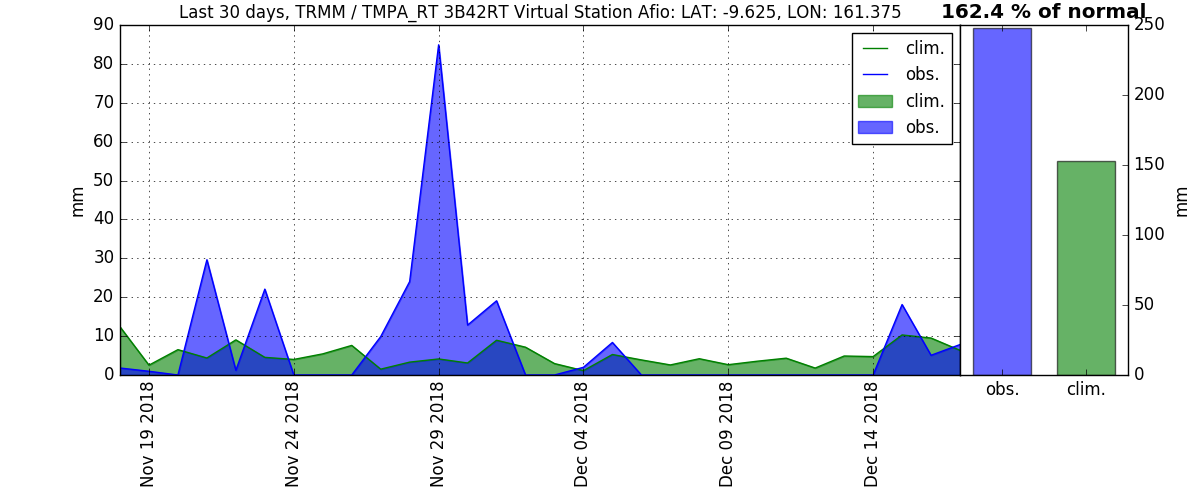 Last 30 days, TRMM / TMPA_RT 3B42RT Virtual Station Afio: LAT: -9.625, LON: 161.375
162.4 % of normal
90
80
70
60
50
40
30
20
10
0
mm
clim.
obs.
clim.
obs.
Nov 19 2018
Nov 24 2018
Nov 29 2018
Dec 04 2018
Dec 09 2018
Dec 14 2018
250
200
150
100
50
0
mm
obs.
clim.